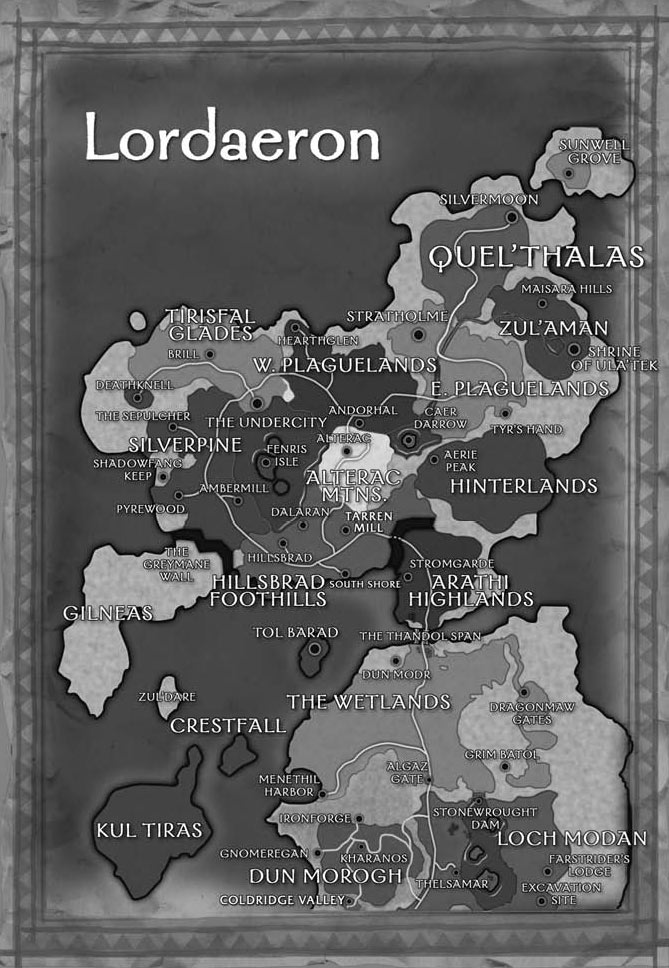 Lordaeron
SUNWELL
GROVE
SILVERMOON
QUEL'THALAS
MAISARA HILLS
TIRISFAL
GLADES
STRATHOLME
ZUL'AMAN
HEARTHGLEN
BRILL
W. PLAGUELANDS
SHRINE
OF ULA'TEK
DEATHKNELL
E. PLAGUELANDS
THE SEPULCHER
THE UNDERCITY
ANDORHAL
CAER
DARROW
TYR'S HAND
SILVERPINE
ALTERAC
FENRIS
ISLE
AERIE
PEAK
SHADOWFANG
KEEP
ALTERAC
MTNS.
HINTERLANDS
AMBERMILL
PYREWOOD
DALARAN
TARREN
MILL
THE
GREYMANE
WALL
HILLSBRAD
STROMGARDE
HILLSBRAD
FOOTHILLS
SOUTH SHORE
ARATHI
HIGHLANDS
GILNEAS
TOL BARAD
THE THANDOL SPAN
DUN MODR
ZUL'DARE
THE WETLANDS
DRAGONMAW
GATES
CRESTFALL
GRIM BATOL
ALGAZ
GATE
MENETHIL
HARBOR
STONEWROUGHT
DAM
IRONFORGE
KUL TIRAS
LOCH MODAN
GNOMEREGAN
KHARANOS
FARSTRIDER'S
LODGE
DUN MOROGH
THELSAMAR
EXCAVATION
SITE
COLDRIDGE VALLEY